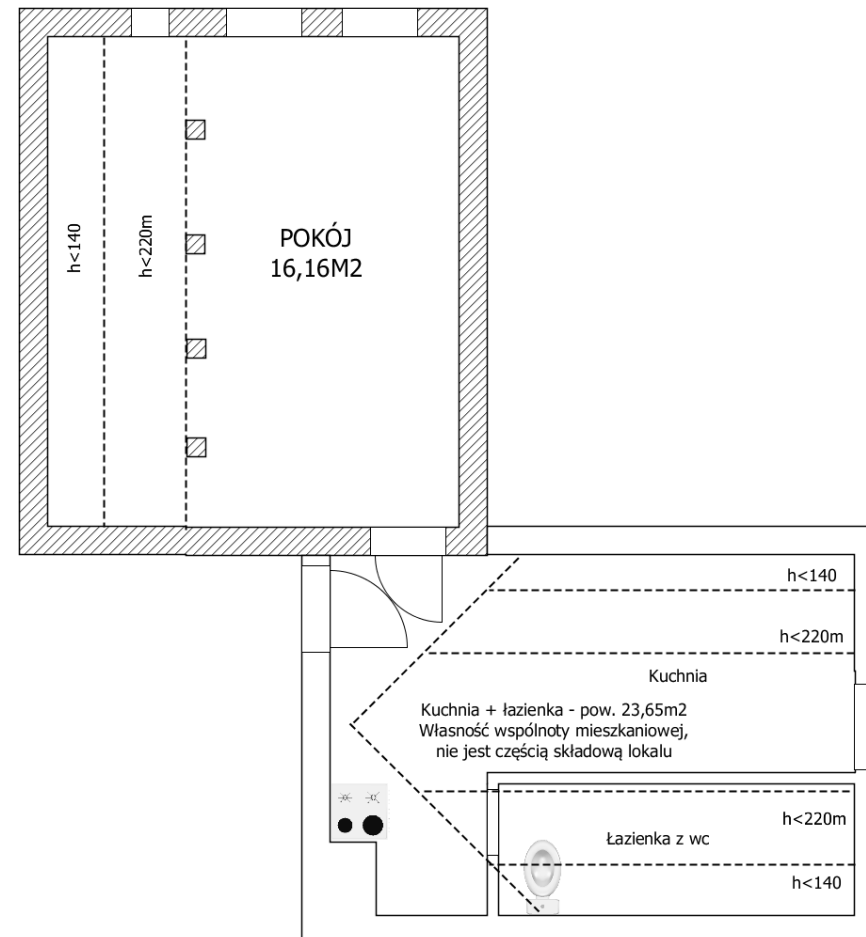 h<140
h<220m
POKÓJ
16,16M2
h<140
h<220m
Kuchnia
Kuchnia + łazienka - pow. 23,65m2
Własność wspólnoty mieszkaniowej,
nie jest częścią składową lokalu
h<220m
Łazienka z wc
h<140